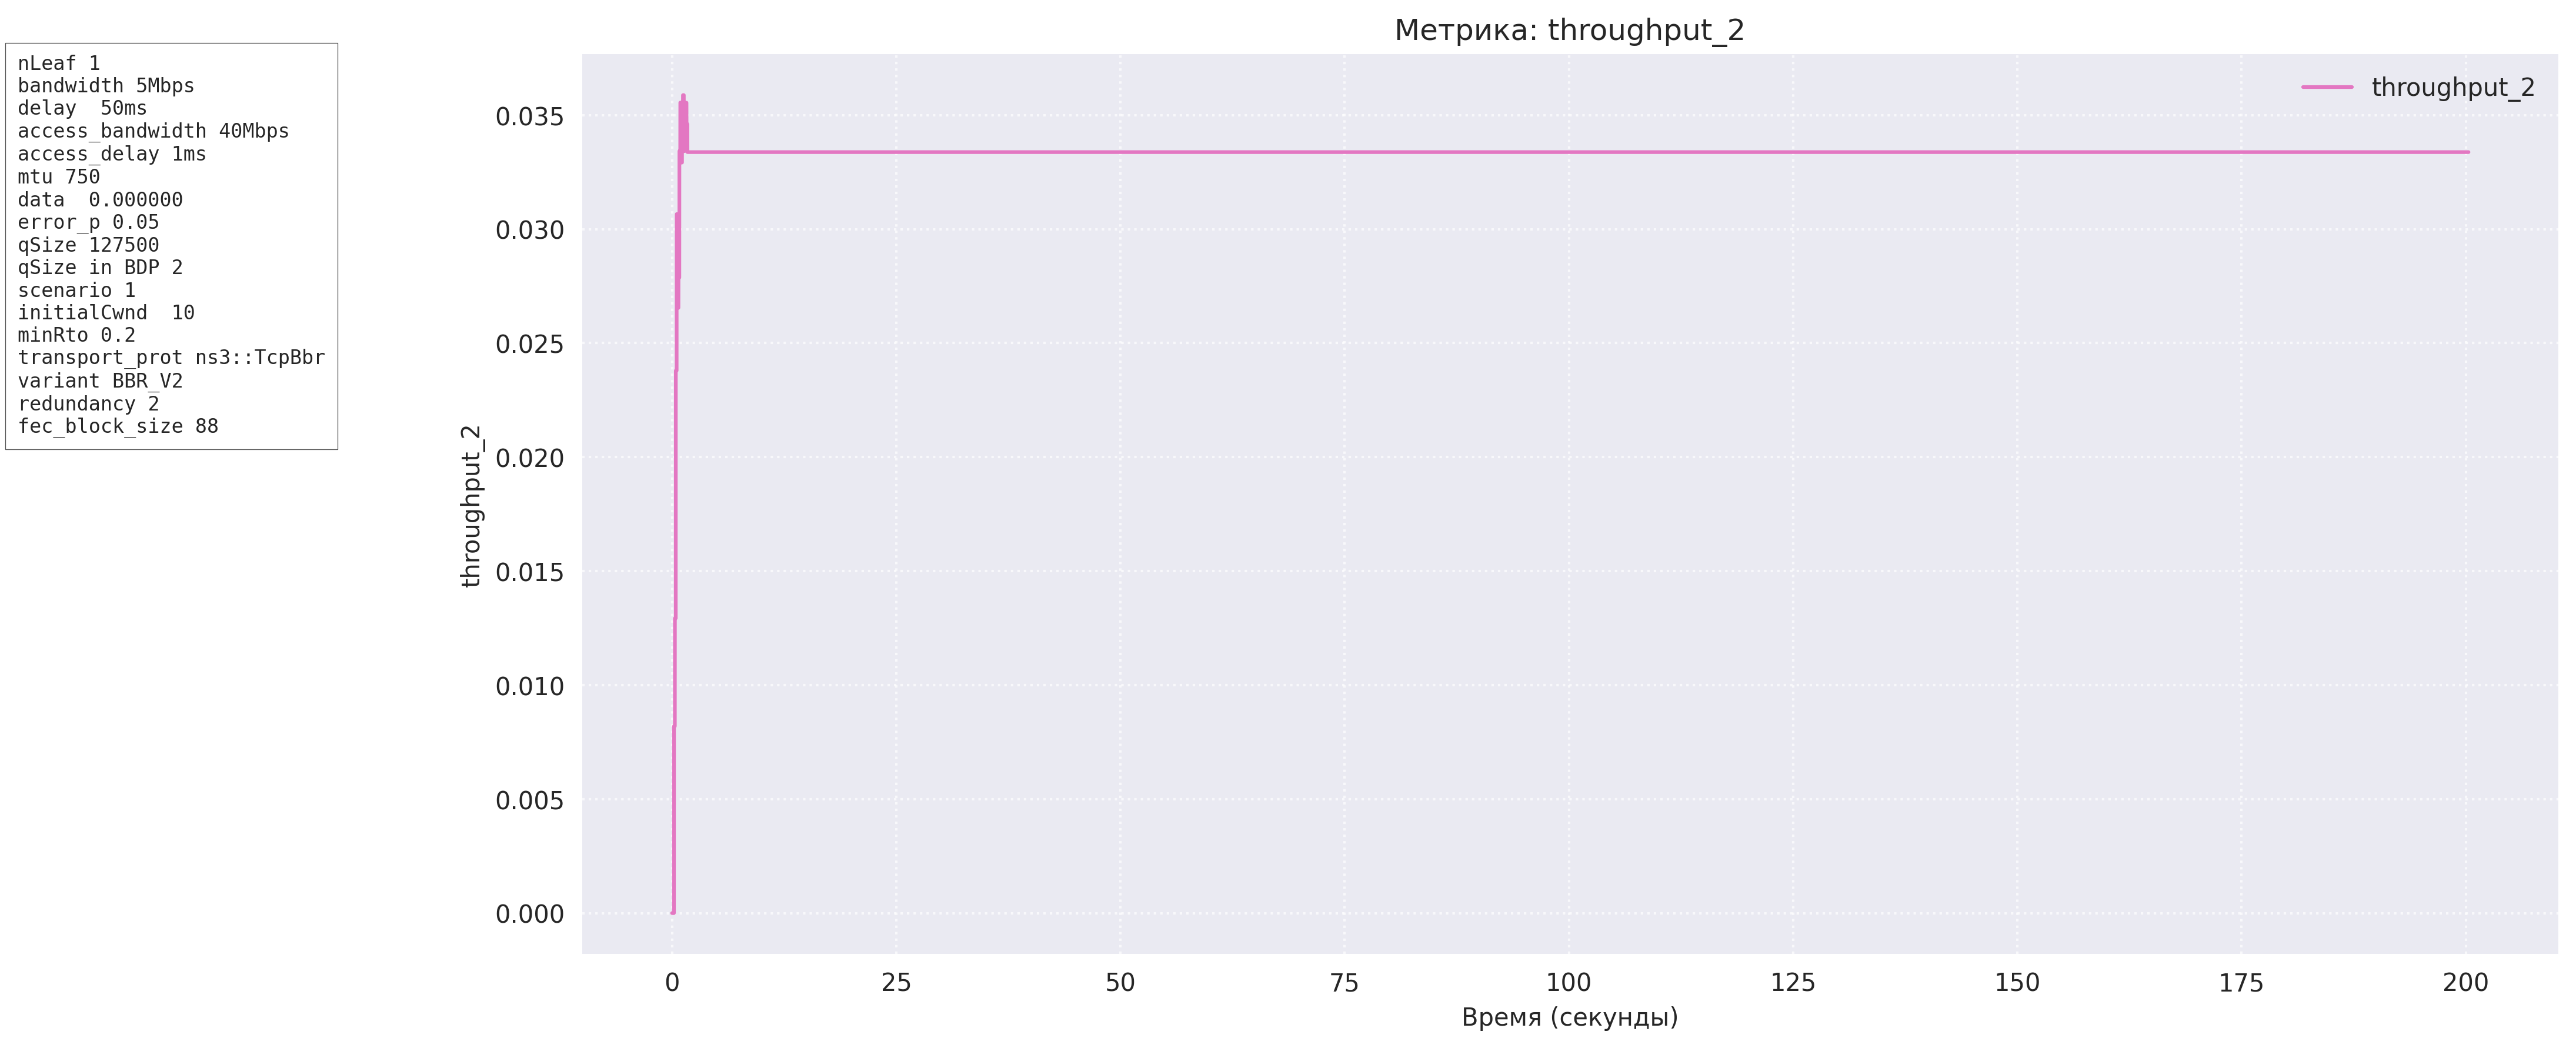 Метрика: throughput_2
nLeaf 1
bandwidth 5Mbps
delay  50ms
access_bandwidth 40Mbps
access_delay 1ms
mtu 750
data  0.000000
error_p 0.05
qSize 127500
qSize in BDP 2
scenario 1
initialCwnd  10
minRto 0.2
transport_prot ns3::TcpBbr
variant BBR_V2
redundancy 2
fec_block_size 88
throughput_2
throughput_2
0.035
0.030
0.025
0.020
0.015
0.010
0.005
0.000
0 25 50 75 100 125 150 175 200
Время (секунды)